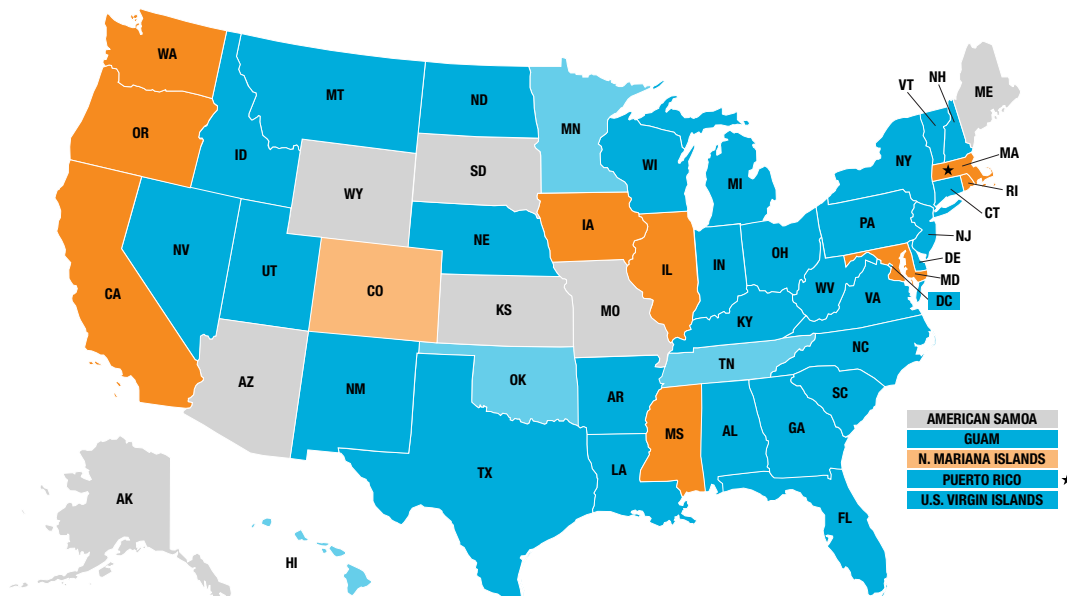 WA
MT
ND
MN
OR
ID
SD
WI
MI
NY
VT
NH
ME
MA
RI
CT
WY
IA
NE
PA
NJ
NV
UT
CO
IL
IN
OH
DE
MD
DC
CA
KS
MO
WV
VA
KY
AZ
NM
OK
TN
NC
AR
SC
MS
AL
GA
TX
LA
FL
AK
HI
AMERICAN SAMOA
GUAM
N. MARIANA ISLANDS
PUERTO RICO
U.S. VIRGIN ISLANDS